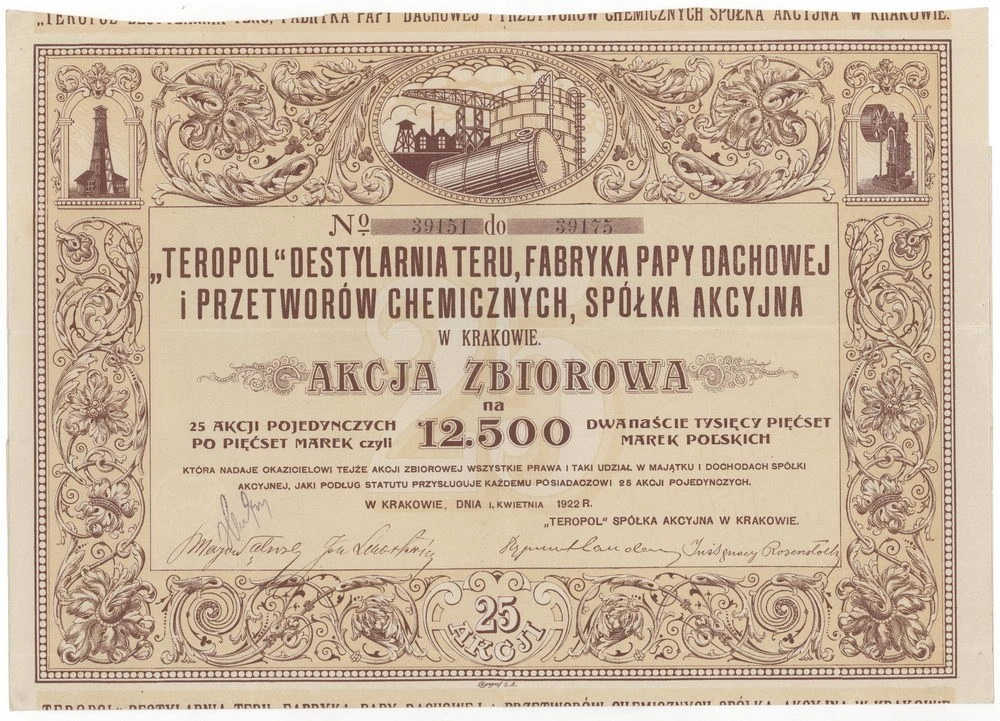 „TEROPOL“ DESTYLARNIA TERU, FABRYKA PAPY DACHOWEJ i PRZETWORÓW CHEMICZNYCH SPÓŁKA AKCYJNA W KRAKOWIE.
No 39151 do 39175
„TEROPOL“ DESTYLARNIA TERU, FABRYKA PAPY DACHOWEJ
i PRZETWORÓW CHEMICZNYCH, SPÓŁKA AKCYJNA
W KRAKOWIE.
25
AKCJA ZBIOROWA
na
25 AKCJI POJEDYNCZYCH
PO PIĘĆSET MAREK czyli
12.500
DWANAŚCIE TYSIĘCY PIĘĆSET
MAREK POLSKICH
KTÓRA NADAJE OKAZICIELOWI TEJŻE AKCJI ZBIOROWEJ WSZYSTKIE PRAWA I TAKI UDZIAŁ W MAJĄTKU I DOCHODACH SPÓŁKI
AKCYJNEJ, JAKI PODŁUG STATUTU PRZYSŁUGUJE KAŻDEMU POSIADACZOWI 25 AKCJI POJEDYNCZYCH.
W KRAKOWIE, DNIA 1. KWIETNIA 1922 R.
„TEROPOL“ SPÓŁKA AKCYJNA W KRAKOWIE.
Ignacy Rosenstock
25
AKCJI
S.A.
„TEROPOL“ DESTYLARNIA TERU, FABRYKA PAPY DACHOWEJ i PRZETWORÓW CHEMICZNYCH SPÓŁKA AKCYJNA W KRAKOWIE.